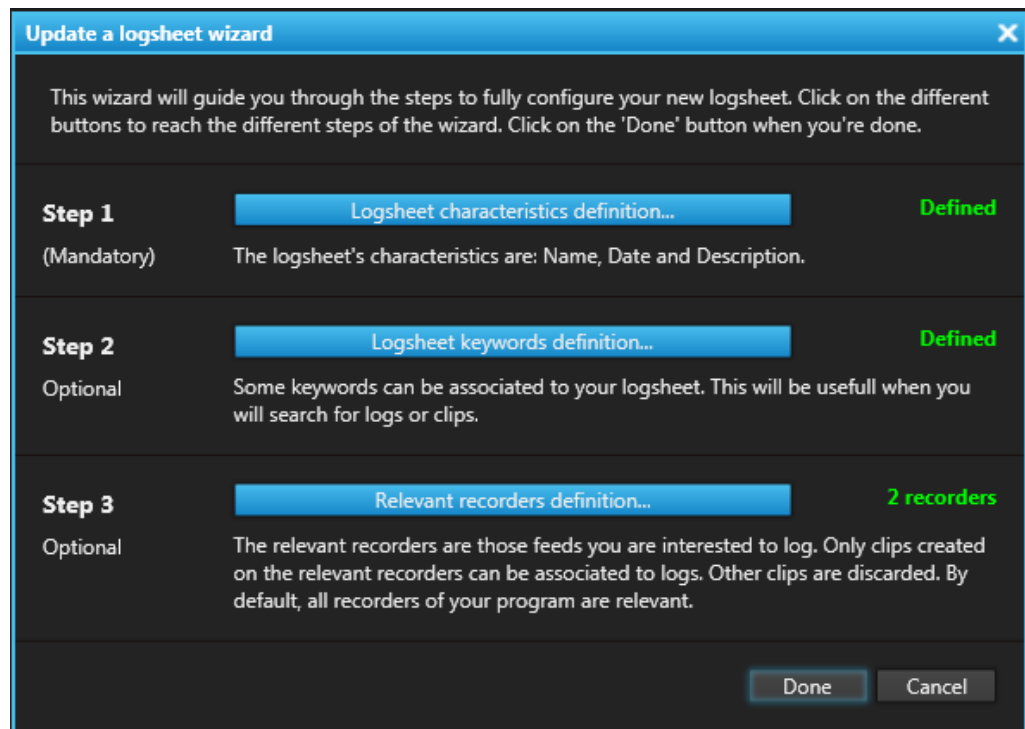 Update a logsheet wizard
This wizard will guide you through the steps to fully configure your new logsheet. Click on the different
buttons to reach the different steps of the wizard. Click on the 'Done' button when you're done.
Step 1
Logsheet characteristics definition...
Defined
(Mandatory)
The logsheet's characteristics are: Name, Date and Description.
Step 2
Logsheet keywords definition...
Defined
Optional
Some keywords can be associated to your logsheet. This will be usefull when you
will search for logs or clips.
Step 3
Relevant recorders definition...
2 recorders
Optional
The relevant recorders are those feeds you are interested to log. Only clips created
on the relevant recorders can be associated to logs. Other clips are discarded. By
default, all recorders of your program are relevant.
Done
Cancel